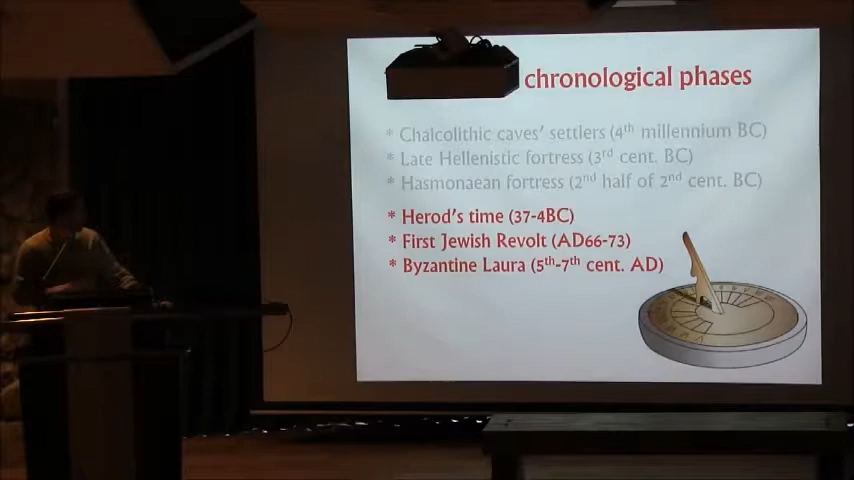 chronological phases
* Chalcolithic caves' settlers (4th millennium BC)
* Late Hellenistic fortress (3rd cent. BC)
* Hasmonaean fortress (2nd half of 2nd cent. BC)
* Herod's time (37-4BC)
* First Jewish Revolt (AD66-73)
* Byzantine Laura (5th-7th cent. AD)